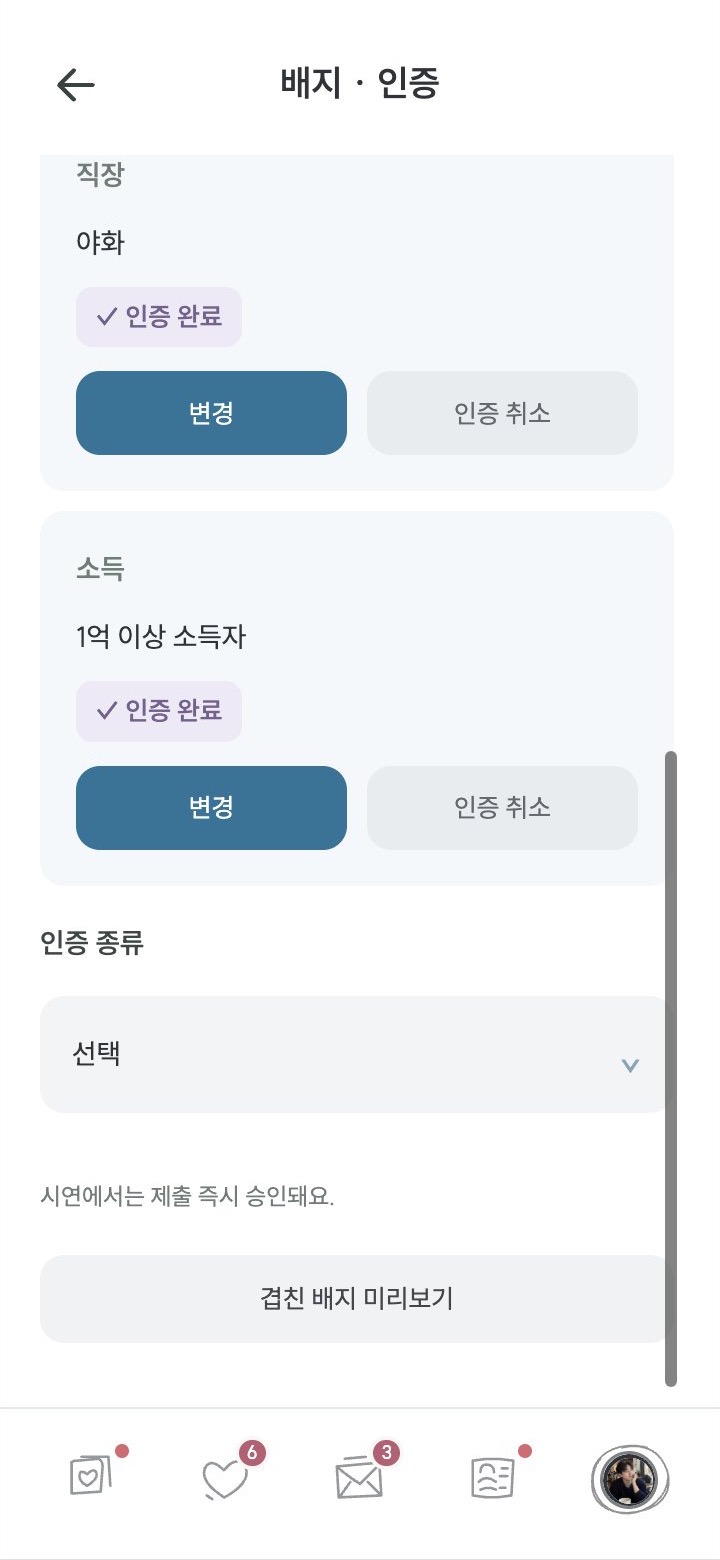 배지 · 인증
직장
야화
✓ 인증 완료
변경
인증 취소
소득
1억 이상 소득자
✓ 인증 완료
변경
인증 취소
인증 종류
선택
시연에서는 제출 즉시 승인돼요.
겹친 배지 미리보기
6
3